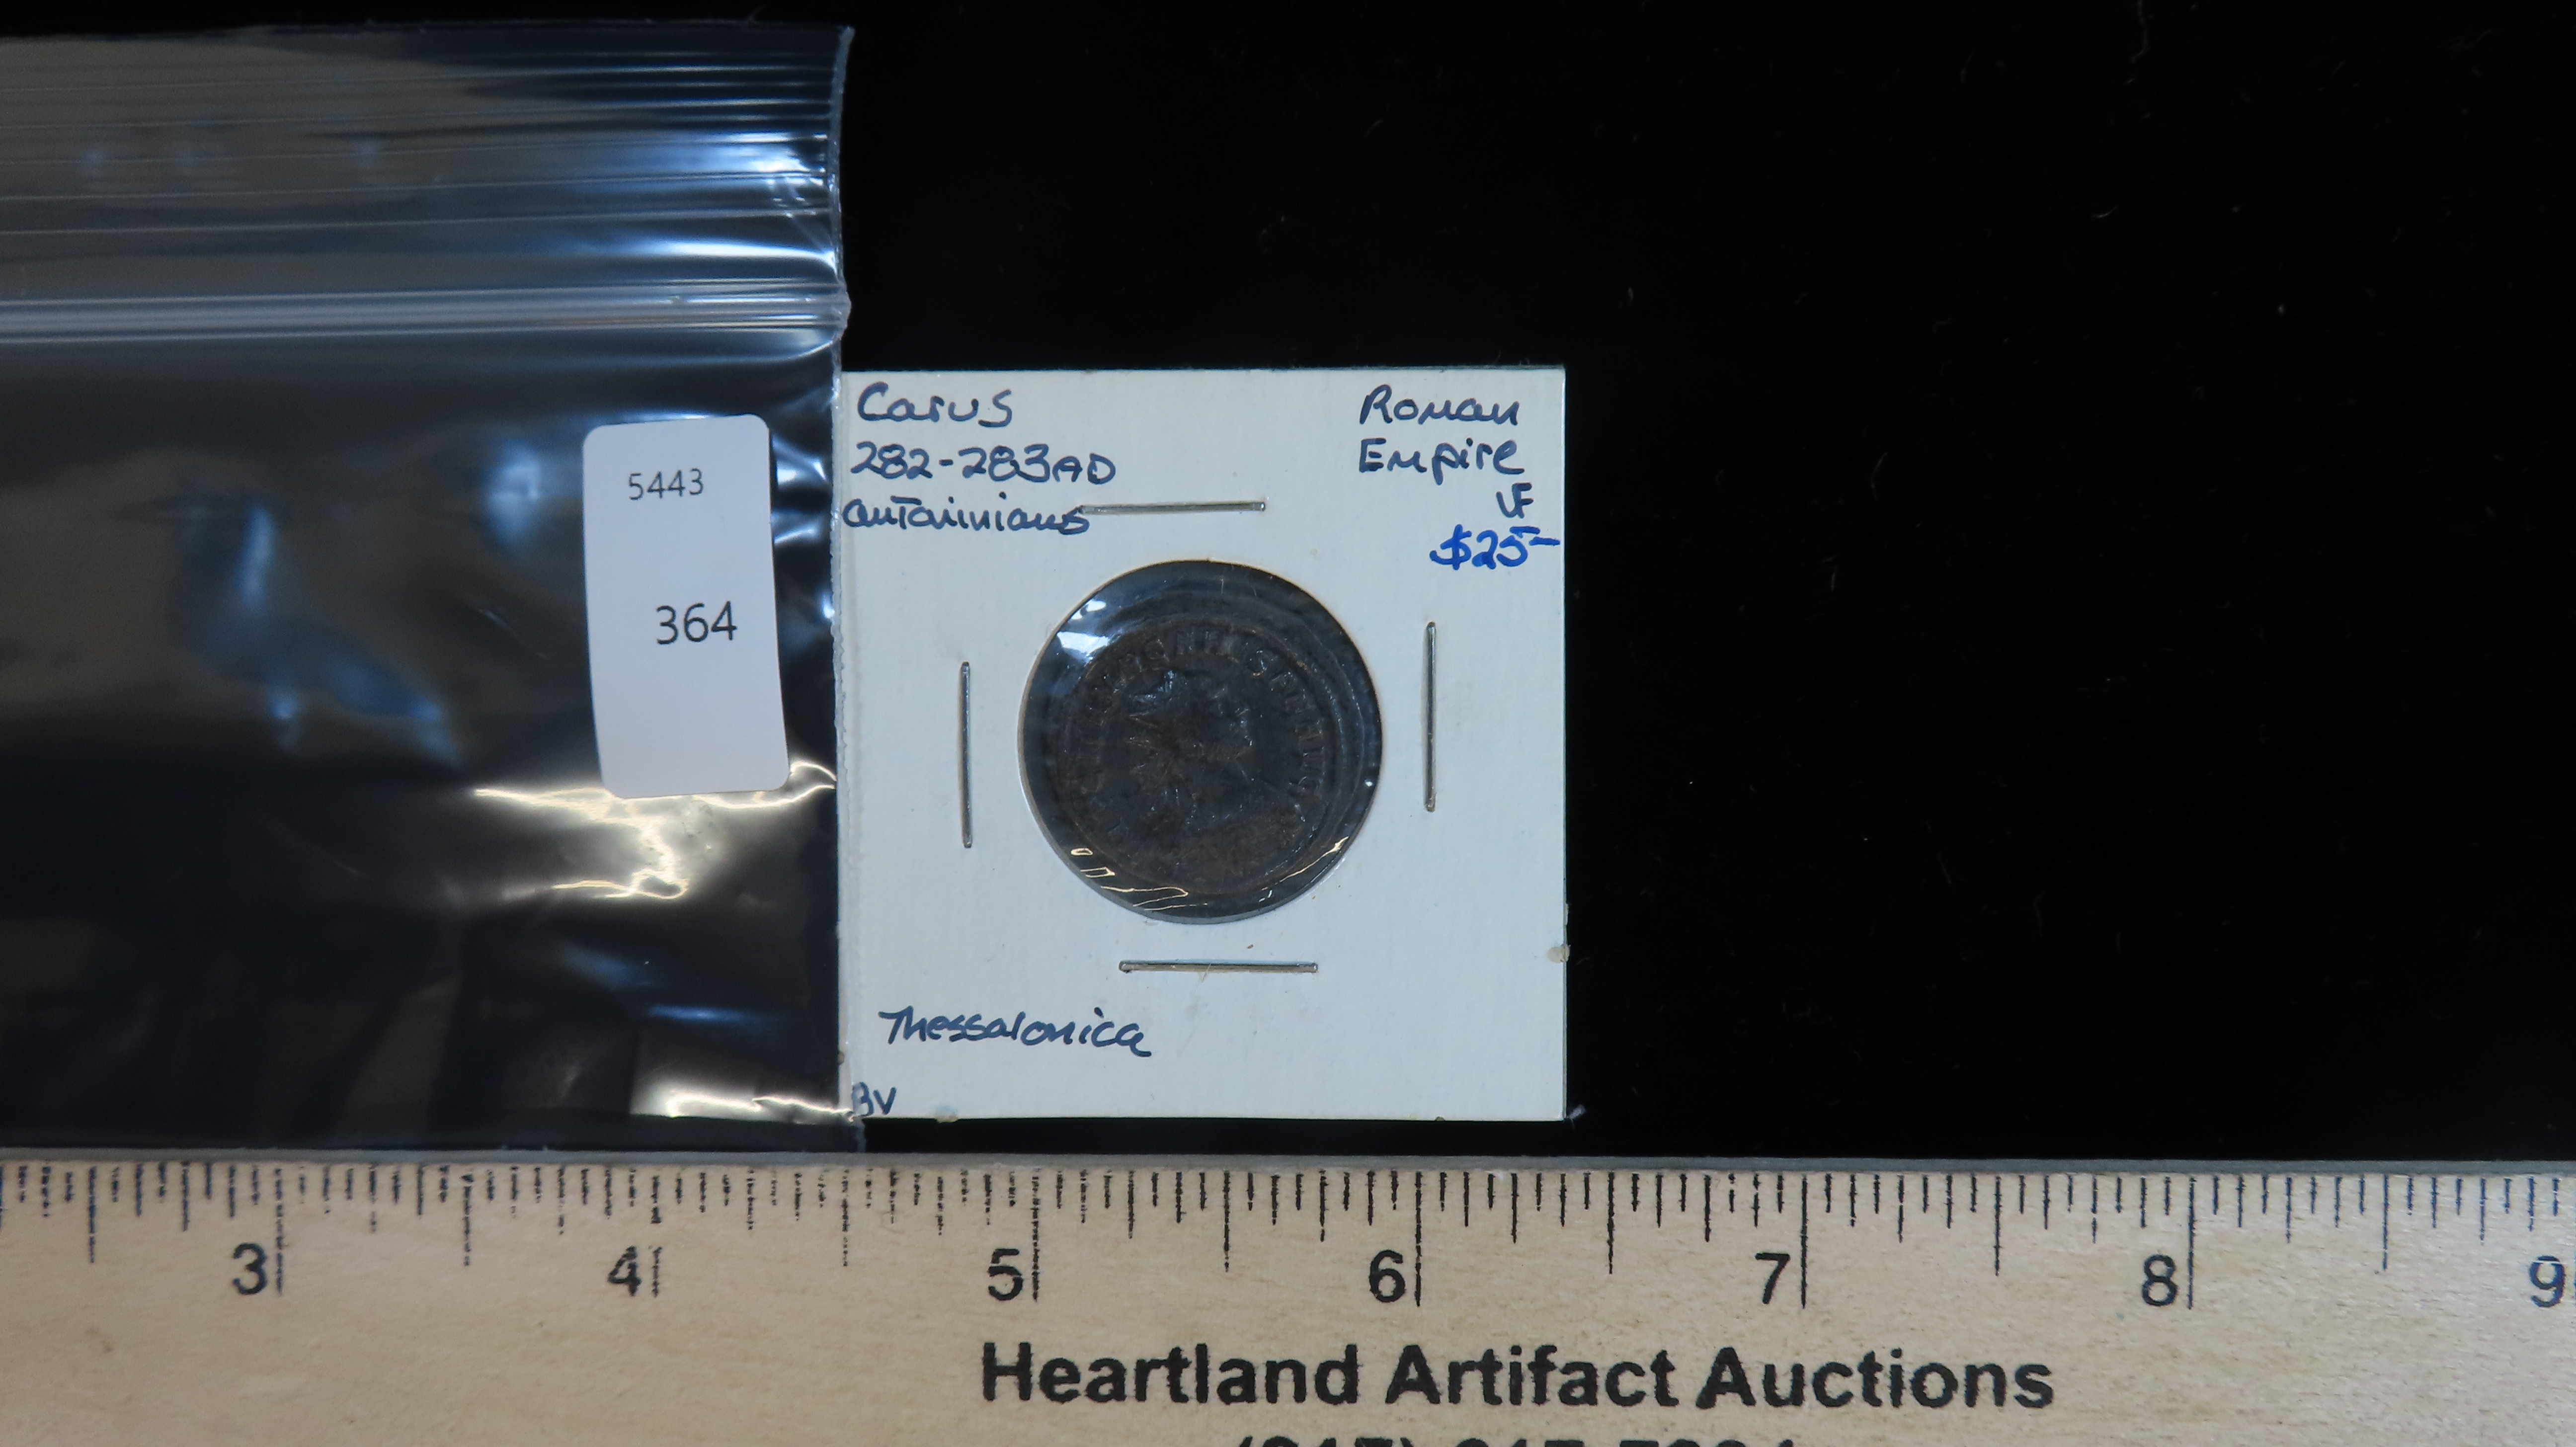 5443
364
Carus
282-283AD
antoninianus
Roman
Empire
VF
$25-
Thessalonica
BV
3 4 5 6 7 8 9
Heartland Artifact Auctions